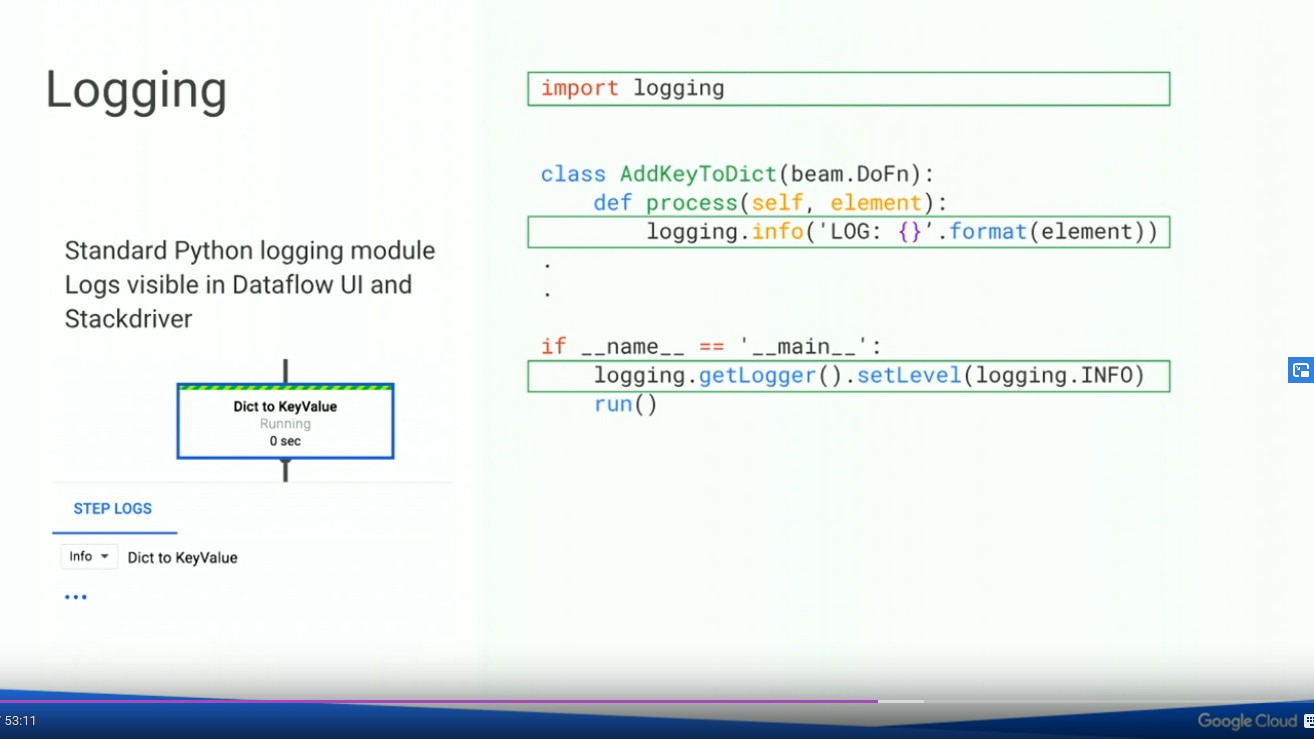 Logging
Standard Python logging module
Logs visible in Dataflow UI and
Stackdriver
Dict to KeyValue
Running
0 sec
STEP LOGS
Info Dict to KeyValue
...
import logging
class AddKeyToDict(beam.DoFn):
def process(self, element):
logging.info('LOG: {}’.format(element))
.
.
if __name__ == '__main__':
logging.getLogger().setLevel(logging.INFO)
run()
/ 53:11
Google Cloud